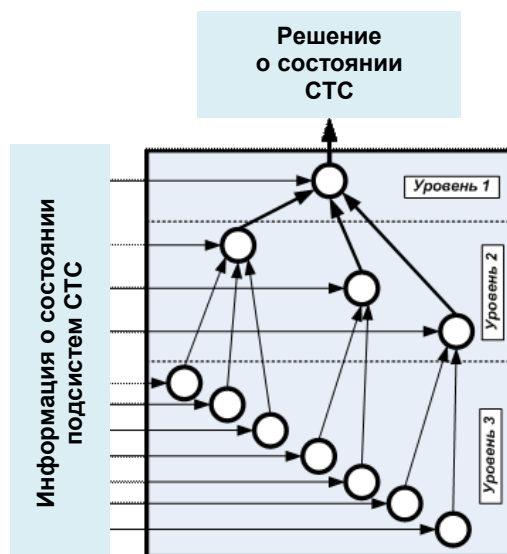 Решение
о состоянии
СТС
Информация о состоянии
подсистем СТС
Уровень 1
Уровень 2
Уровень 3